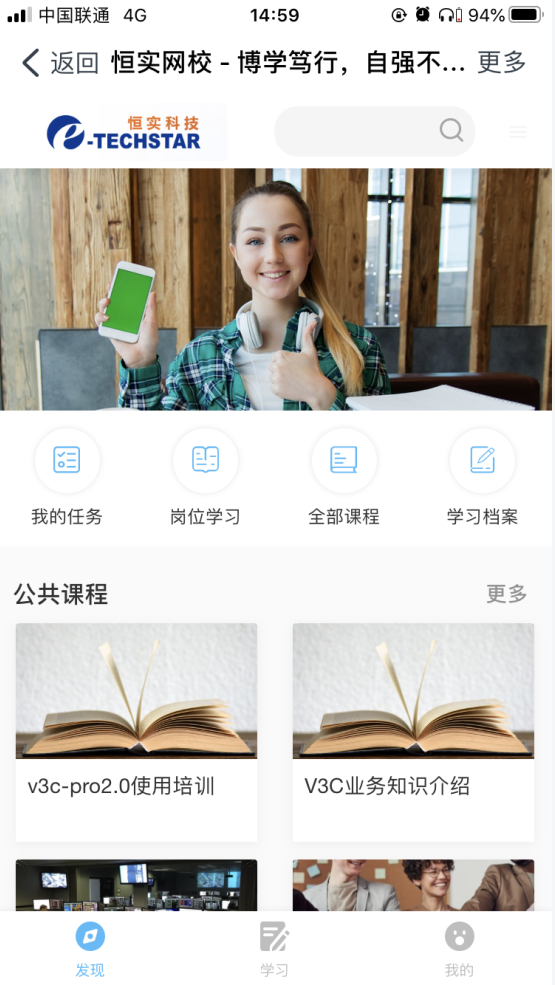 中国联通 4G 14:59 94%
返回 恒实网校 - 博学笃行，自强不... 更多
恒实科技
e-TECHSTAR
我的任务 岗位学习 全部课程 学习档案
公共课程 更多
v3c-pro2.0使用培训 V3C业务知识介绍
发现 学习 我的